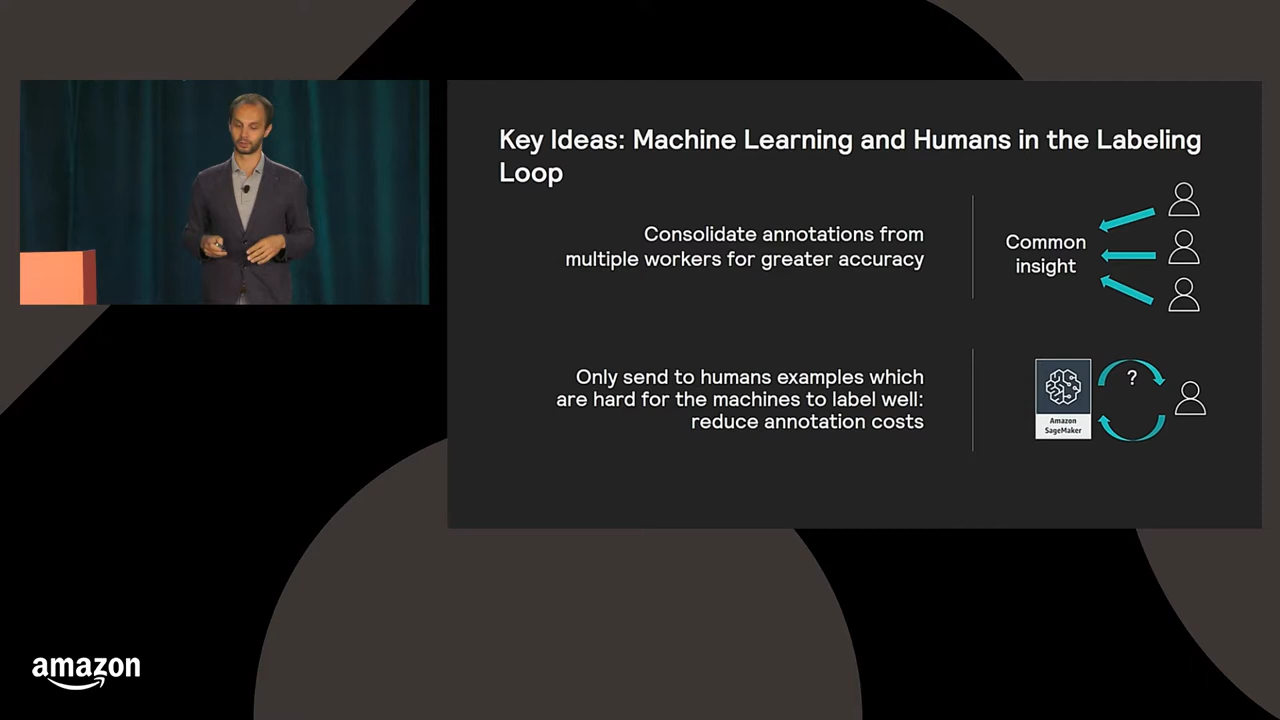 Key Ideas: Machine Learning and Humans in the Labeling
Loop
Consolidate annotations from
multiple workers for greater accuracy
Common
insight
Only send to humans examples which
are hard for the machines to label well:
reduce annotation costs
?
Amazon
SageMaker
amazon